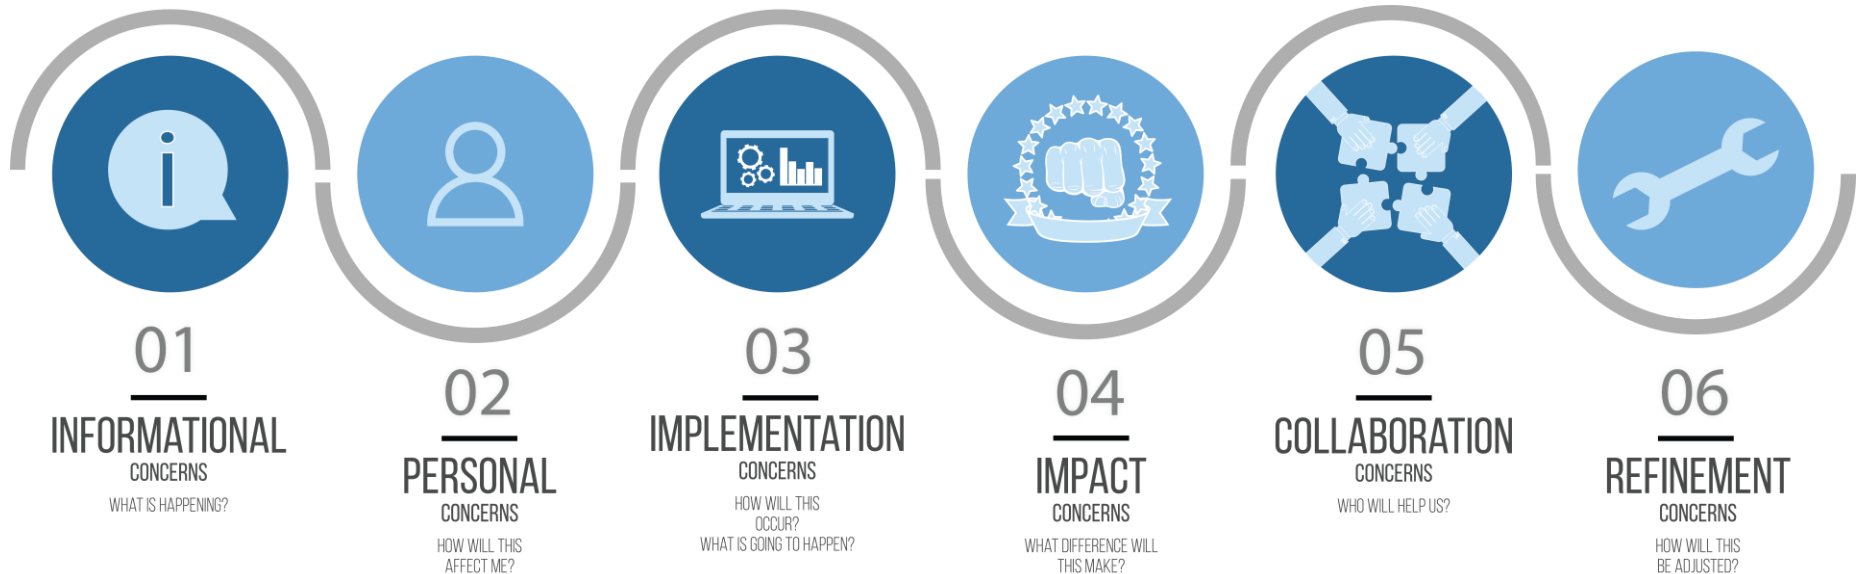 01
INFORMATIONAL
CONCERNS
WHAT IS HAPPENING?
02
PERSONAL
CONCERNS
HOW WILL THIS
AFFECT ME?
03
IMPLEMENTATION
CONCERNS
HOW WILL THIS
OCCUR?
WHAT IS GOING TO HAPPEN?
04
IMPACT
CONCERNS
WHAT DIFFERENCE WILL
THIS MAKE?
05
COLLABORATION
CONCERNS
WHO WILL HELP US?
06
REFINEMENT
CONCERNS
HOW WILL THIS
BE ADJUSTED?